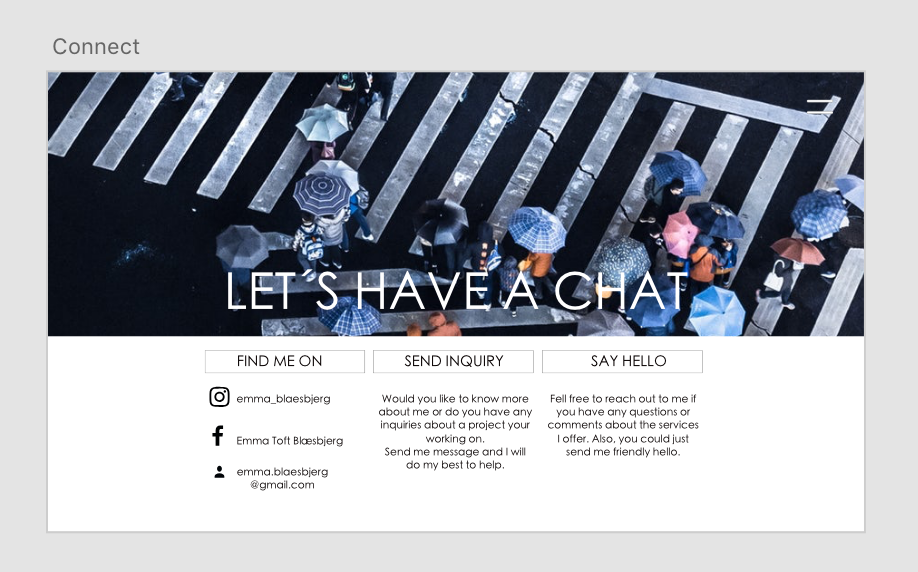 Connect
LET´S HAVE A CHAT
FIND ME ON
emma_blaesbjerg
Emma Toft Blæsbjerg
emma.blaesbjerg
@gmail.com
SEND INQUIRY
Would you like to know more
about me or do you have any
inquiries about a project your
working on.
Send me message and I will
do my best to help.
SAY HELLO
Fell free to reach out to me if
you have any questions or
comments about the services
I offer. Also, you could just
send me friendly hello.